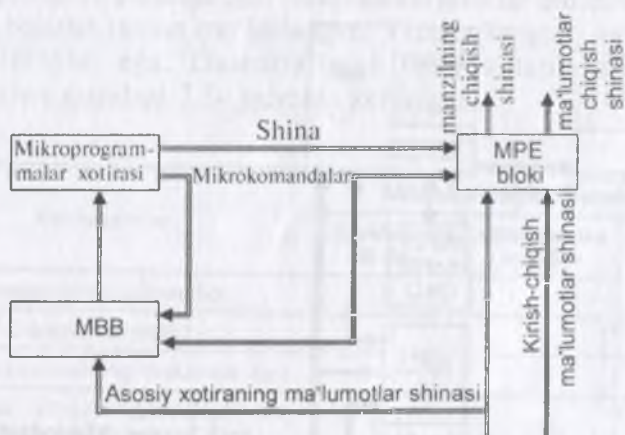 manzilning
chiqish
shinasi
ma'lumotlar
chiqish
shinasi
Shina
Mikroprogram-
malar xotirasi
Mikrokomandalar
MPE
bloki
Kirish-chiqish
ma'lumotlar shinasi
MBB
Asosiy xotiraning ma'lumotlar shinasi